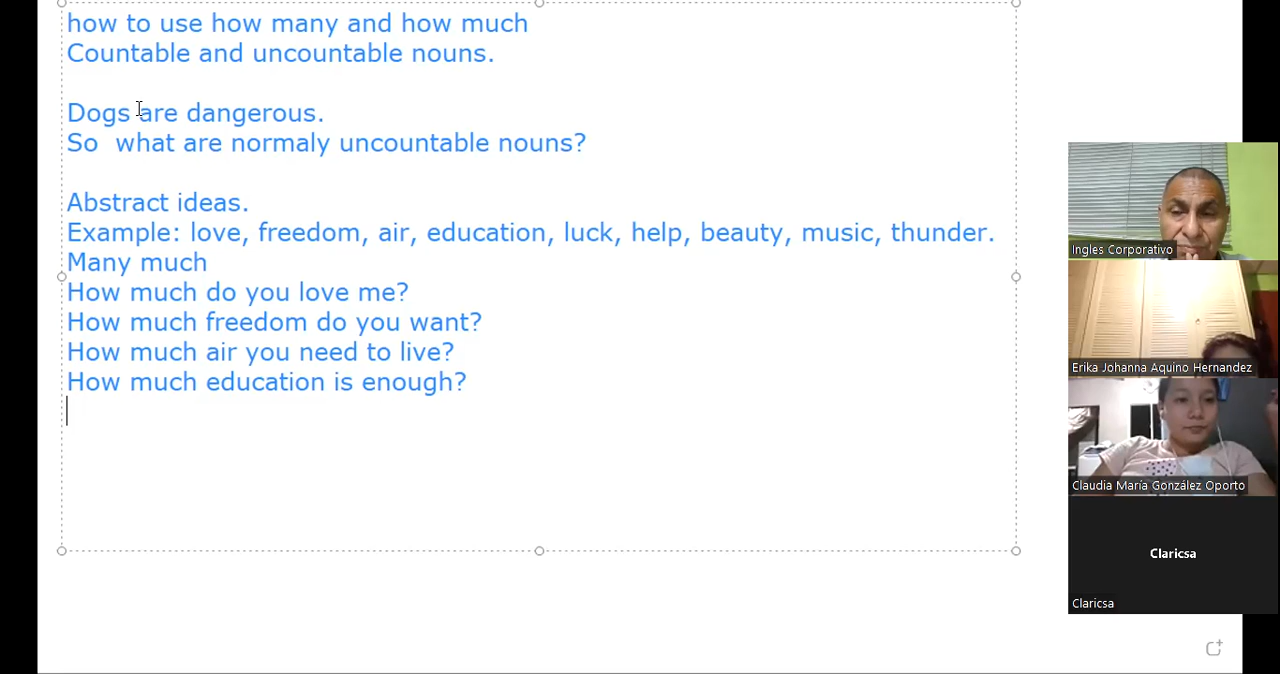 how to use how many and how much
Countable and uncountable nouns.
Dogs are dangerous.
So  what are normaly uncountable nouns?
Abstract ideas.
Example: love, freedom, air, education, luck, help, beauty, music, thunder.
Many much
How much do you love me?
How much freedom do you want?
How much air you need to live?
How much education is enough?
Ingles Corporativo
Erika Johanna Aquino Hernandez
Claudia María González Oporto
Claricsa
Claricsa